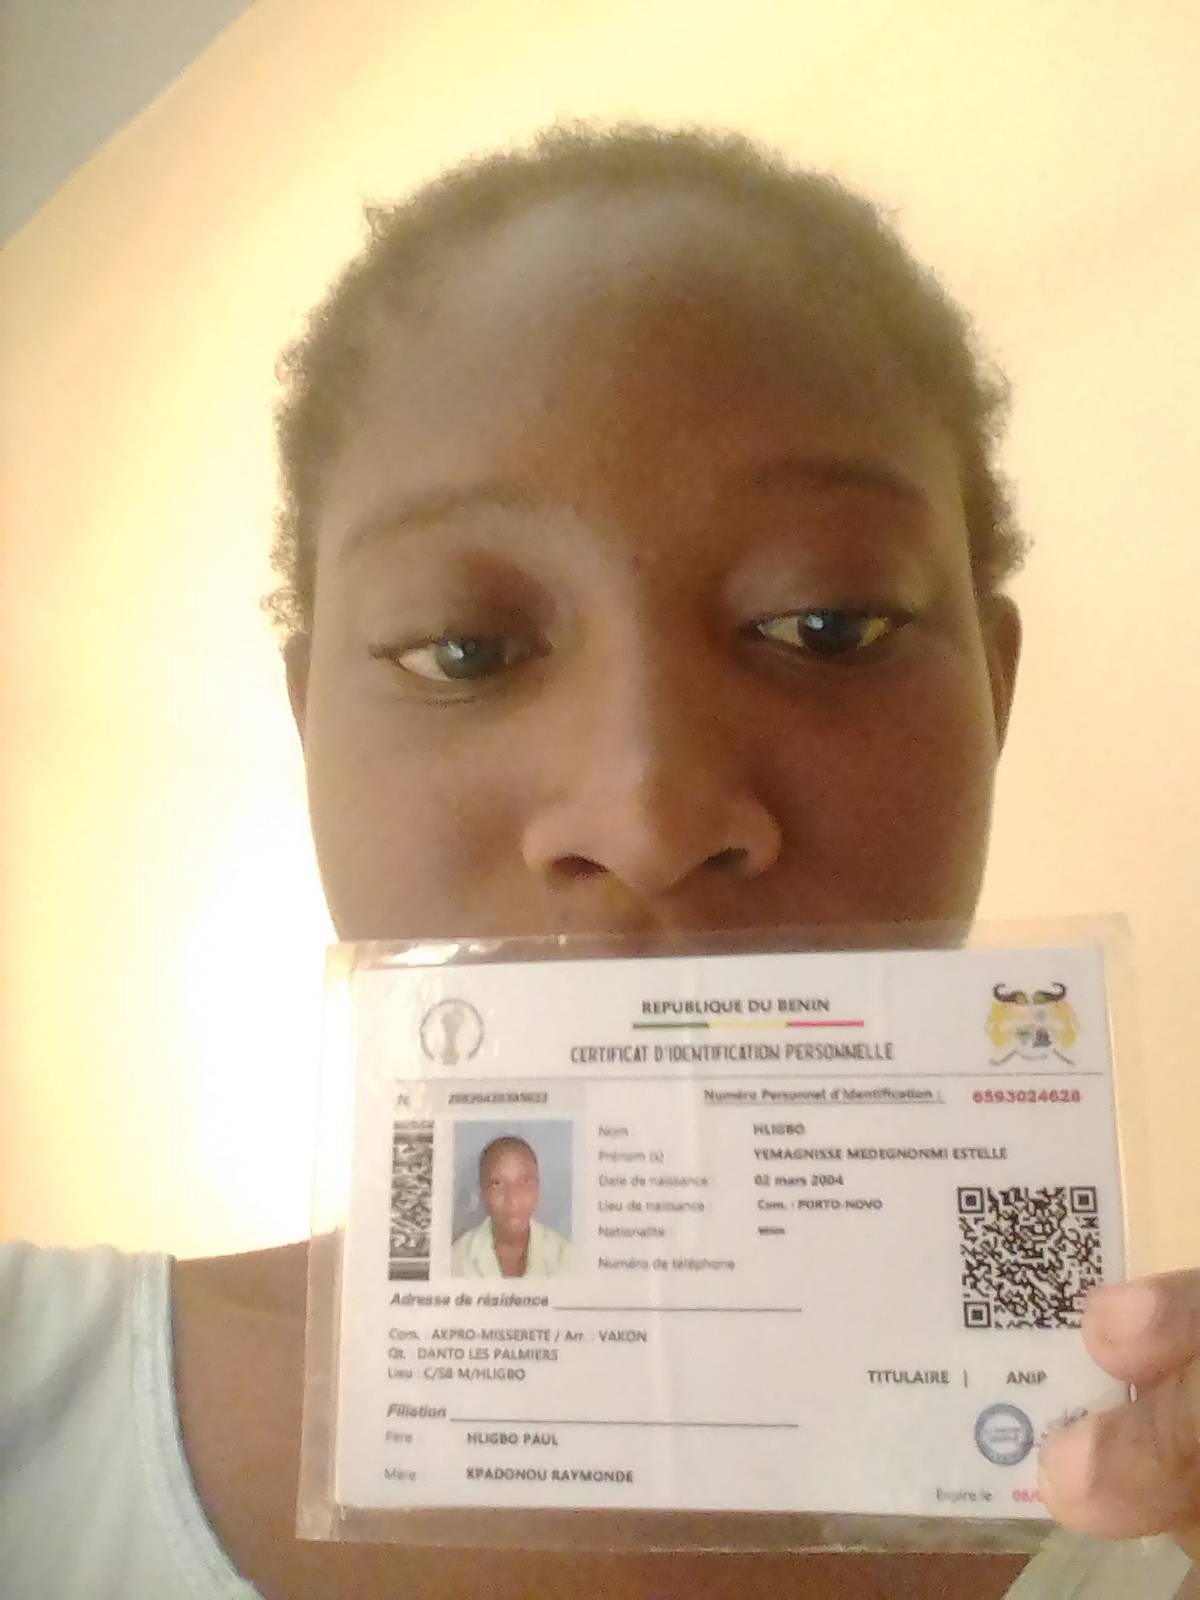 REPUBLIQUE DU BENIN
CERTIFICAT D'IDENTIFICATION PERSONNELLE
N
Numéro Personnel d'Identification : 6593024628
Nom : HLIGBO
Prénom (s) YEMAGNISSE MEDEGNONMI ESTELLE
Date de naissance : 02 mars 2004
Lieu de naissance : Com. : PORTO-NOVO
Nationalité :
Numéro de téléphone
Adresse de résidence
Com. : AKPRO-MISSERETE / Arr. : VAKON
Qt. : DANTO LES PALMIERS
Lieu : C/SB M/HLIGBO
TITULAIRE | ANIP
Filiation
Père HLIGBO PAUL
Mère KPADONOU RAYMONDE
Expire le